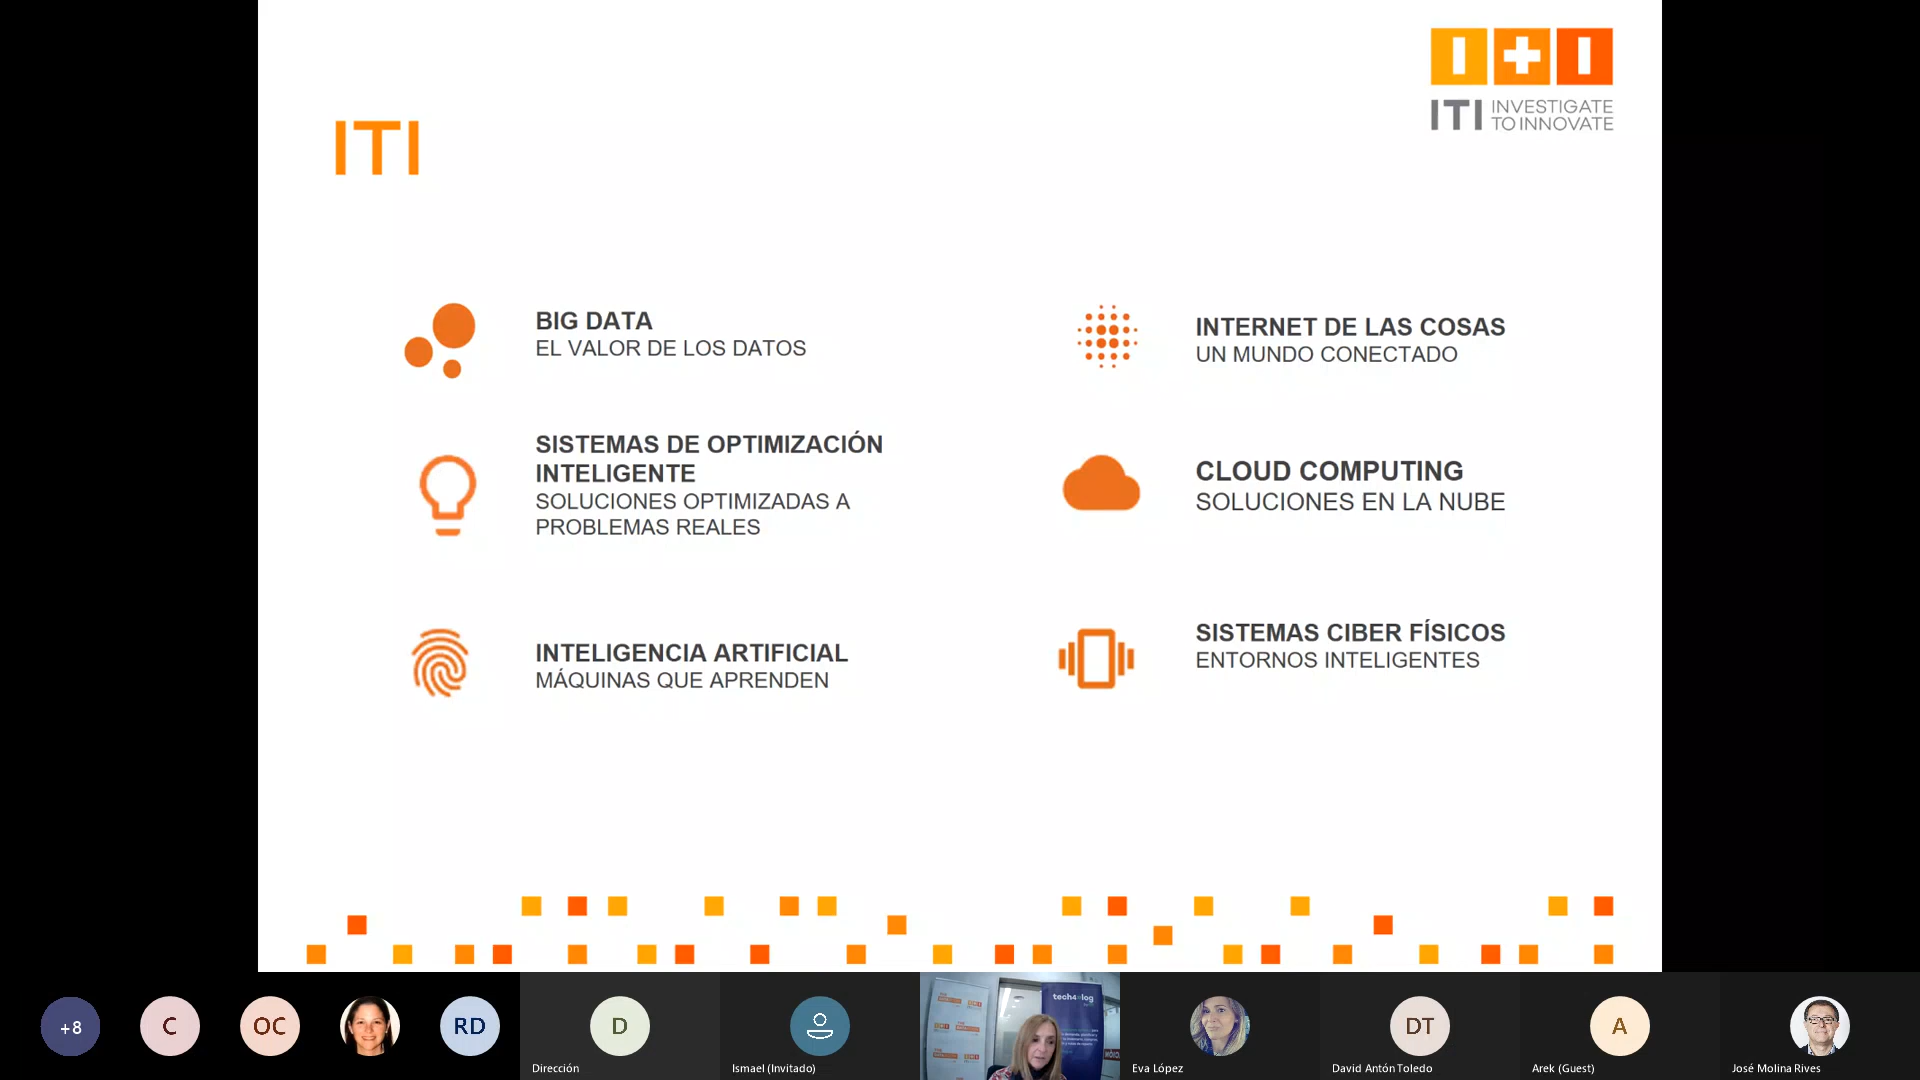 I+I
ITI INVESTIGATE
TO INNOVATE
ITI
BIG DATA
EL VALOR DE LOS DATOS
SISTEMAS DE OPTIMIZACIÓN
INTELIGENTE
SOLUCIONES OPTIMIZADAS A
PROBLEMAS REALES
INTELIGENCIA ARTIFICIAL
MÁQUINAS QUE APRENDEN
INTERNET DE LAS COSAS
UN MUNDO CONECTADO
CLOUD COMPUTING
SOLUCIONES EN LA NUBE
SISTEMAS CIBER FÍSICOS
ENTORNOS INTELIGENTES
+8
C
OC
RD
D
Dirección
Ismael (Invitado)
Eva López
DT
David Antón Toledo
A
Arek (Guest)
José Molina Rives